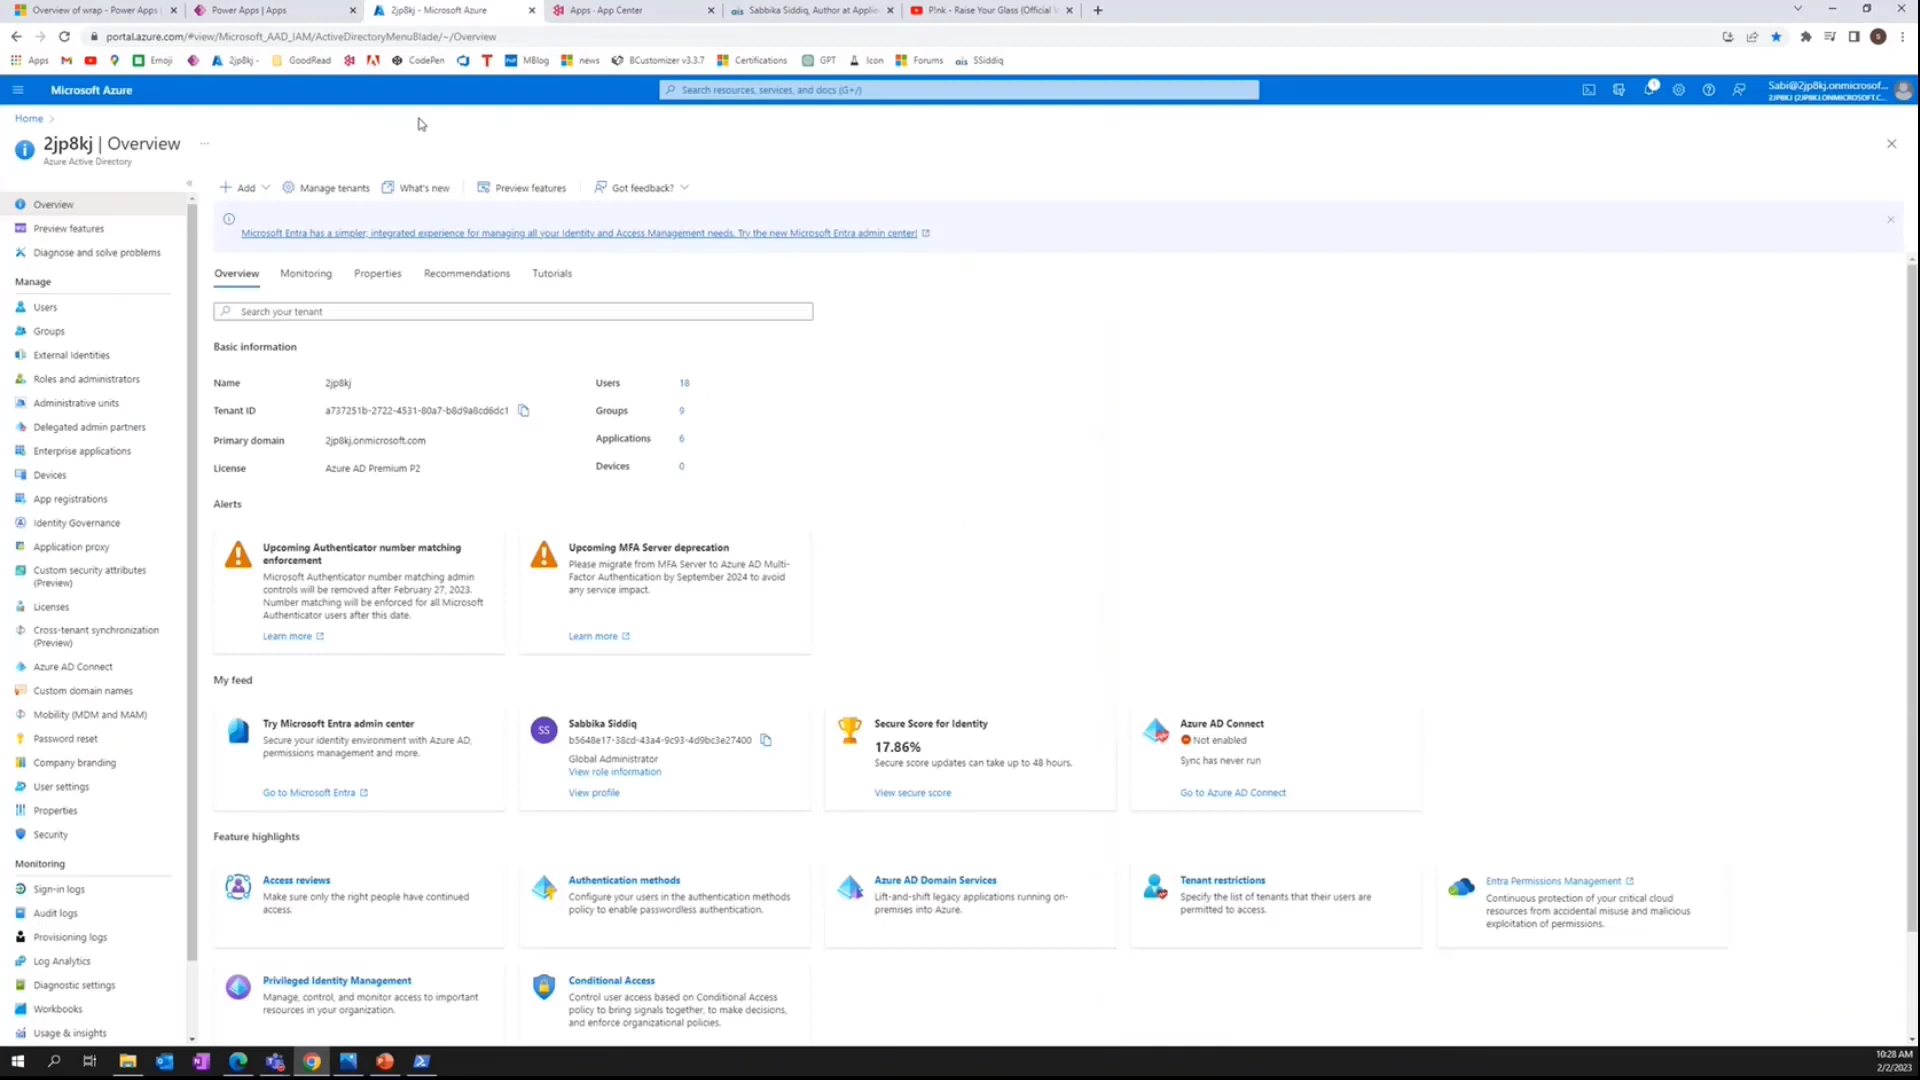 Overview of wrap - Power Apps
Power Apps | Apps
2jp8kj - Microsoft Azure
Apps - App Center
Sabbika Siddiq, Author at Applie
P!nk - Raise Your Glass (Official V
portal.azure.com/#view/Microsoft_AAD_IAM/ActiveDirectoryMenuBlade/~/Overview
Apps
Emoji
2jp8kj -
GoodRead
CodePen
MBlog
news
BCustomizer v3.3.7
Certifications
GPT
Icon
Forums
SSiddiq
Microsoft Azure
Search resources, services, and docs (G+/)
1
Sabi@2jp8kj.onmicrosof...
2JP8KJ (2JP8KJ.ONMICROSOFT.C...
Home >
2jp8kj | Overview ...
Azure Active Directory
Add
Manage tenants
What's new
Preview features
Got feedback?
Microsoft Entra has a simpler, integrated experience for managing all your Identity and Access Management needs. Try the new Microsoft Entra admin center!
Overview
Preview features
Diagnose and solve problems
Manage
Users
Groups
External Identities
Roles and administrators
Administrative units
Delegated admin partners
Enterprise applications
Devices
App registrations
Identity Governance
Application proxy
Custom security attributes
(Preview)
Licenses
Cross-tenant synchronization
(Preview)
Azure AD Connect
Custom domain names
Mobility (MDM and MAM)
Password reset
Company branding
User settings
Properties
Security
Monitoring
Sign-in logs
Audit logs
Provisioning logs
Log Analytics
Diagnostic settings
Workbooks
Usage & insights
Overview
Monitoring
Properties
Recommendations
Tutorials
Search your tenant
Basic information
Name 2jp8kj
Users 18
Tenant ID a737251b-2722-4531-80a7-b8d9a8cd6dc1
Groups 9
Primary domain 2jp8kj.onmicrosoft.com
Applications 6
License Azure AD Premium P2
Devices 0
Alerts
Upcoming Authenticator number matching
enforcement
Microsoft Authenticator number matching admin
controls will be removed after February 27, 2023.
Number matching will be enforced for all Microsoft
Authenticator users after this date.
Learn more
Upcoming MFA Server deprecation
Please migrate from MFA Server to Azure AD Multi-
Factor Authentication by September 2024 to avoid
any service impact.
Learn more
My feed
Try Microsoft Entra admin center
Secure your identity environment with Azure AD,
permissions management and more.
Go to Microsoft Entra
SS
Sabbika Siddiq
b5648e17-38cd-43a4-9c93-4d9bc3e27400
Global Administrator
View role information
View profile
Secure Score for Identity
17.86%
Secure score updates can take up to 48 hours.
View secure score
Azure AD Connect
Not enabled
Sync has never run
Go to Azure AD Connect
Feature highlights
Access reviews
Make sure only the right people have continued
access.
Authentication methods
Configure your users in the authentication methods
policy to enable passwordless authentication.
Azure AD Domain Services
Lift-and-shift legacy applications running on-
premises into Azure.
Tenant restrictions
Specify the list of tenants that their users are
permitted to access.
Entra Permissions Management
Continuous protection of your critical cloud
resources from accidental misuse and malicious
exploitation of permissions.
Privileged Identity Management
Manage, control, and monitor access to important
resources in your organization.
Conditional Access
Control user access based on Conditional Access
policy to bring signals together, to make decisions,
and enforce organizational policies.
10:28 AM
2/2/2023